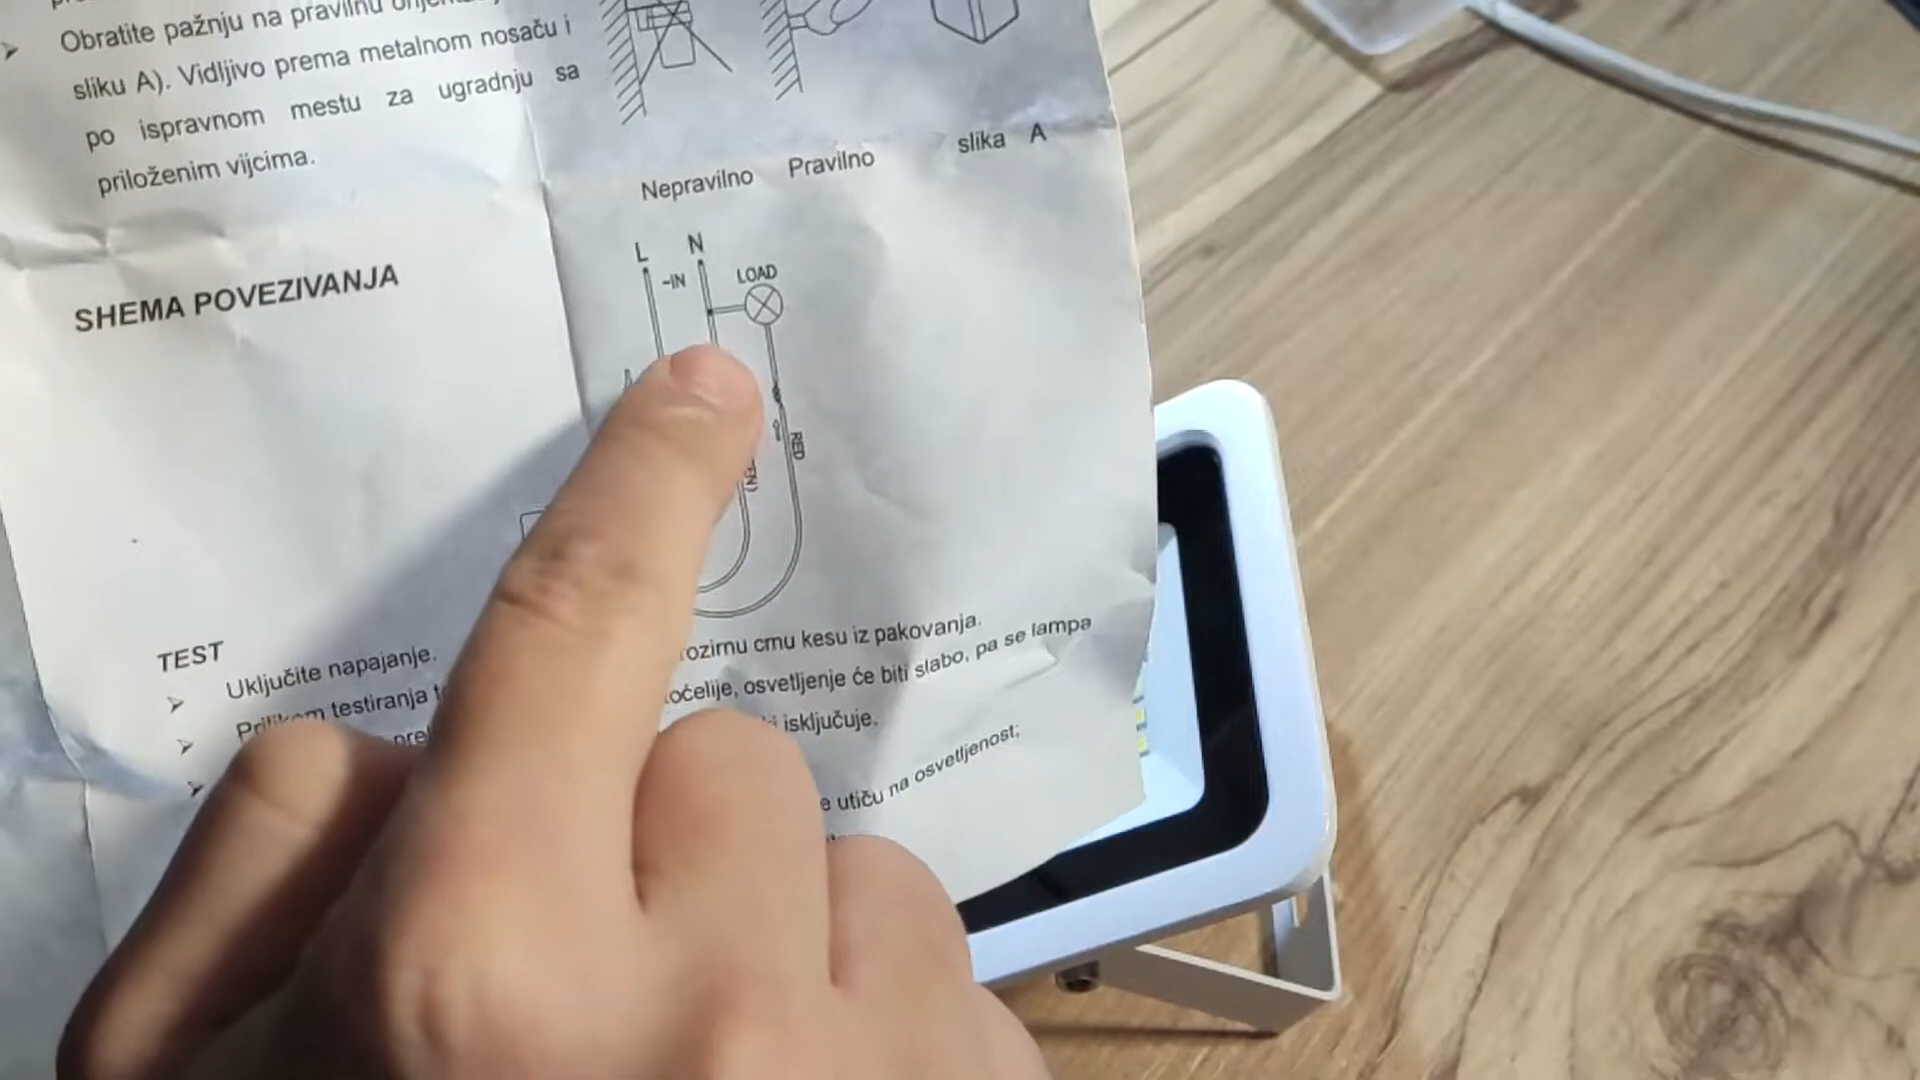 Obratite pažnju na pravilnu
sliku A). Vidljivo prema metalnom nosaču i
po ispravnom mestu za ugradnju sa
priloženim vijcima.
Nepravilno Pravilno slika A
SHEMA POVEZIVANJA
L N
~IN LOAD
RED
TEST
Uključite napajanje.
crnu kesu iz pakovanja.
testiranja
osvetljenje će biti slabo, pa se lampa
isključuje.
utiču na osvetljenost;